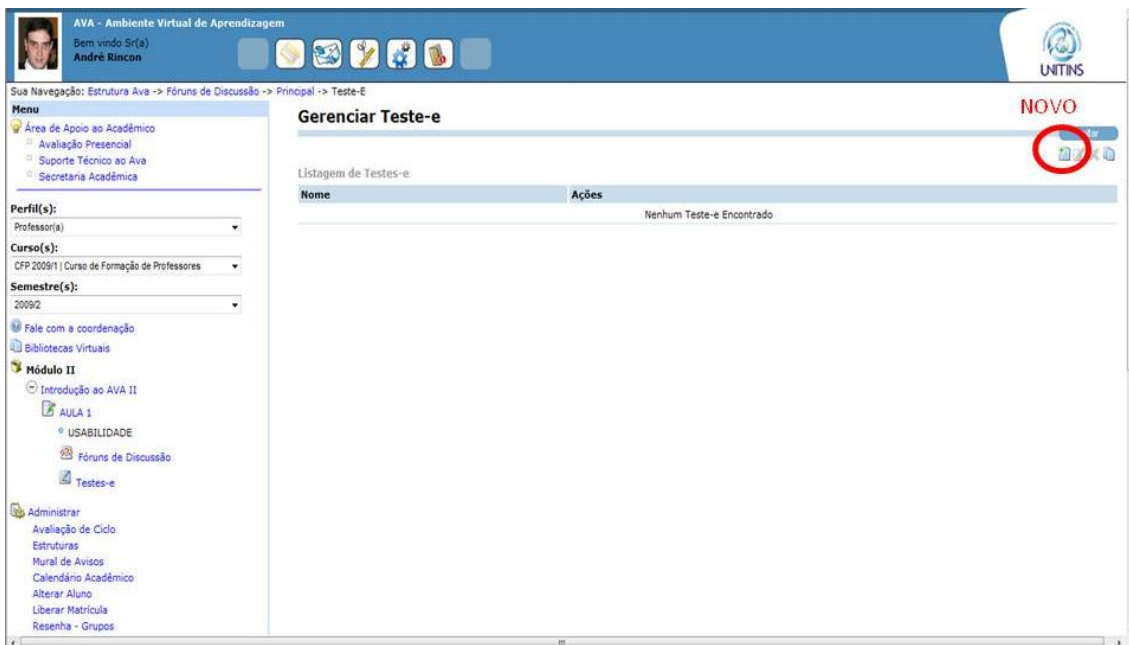 AVA - Ambiente Virtual de Aprendizagem
Bem vindo Sr(a)
André Rincon
UNITINS
Sua Navegação: Estrutura Ava -> Fóruns de Discussão -> Principal -> Teste-E
Menu
Área de Apoio ao Acadêmico
Avaliação Presencial
Suporte Técnico ao Ava
Secretaria Acadêmica
Perfil(s):
Professor(a)
Curso(s):
CFP 2009/1 | Curso de Formação de Professores
Semestre(s):
2009/2
Fale com a coordenação
Bibliotecas Virtuais
Módulo II
Introdução ao AVA II
AULA 1
USABILIDADE
Fóruns de Discussão
Testes-e
Administrar
Avaliação de Ciclo
Estruturas
Mural de Avisos
Calendário Acadêmico
Alterar Aluno
Liberar Matrícula
Resenha - Grupos
Gerenciar Teste-e
NOVO
Listagem de Testes-e
Nome Ações
Nenhum Teste-e Encontrado